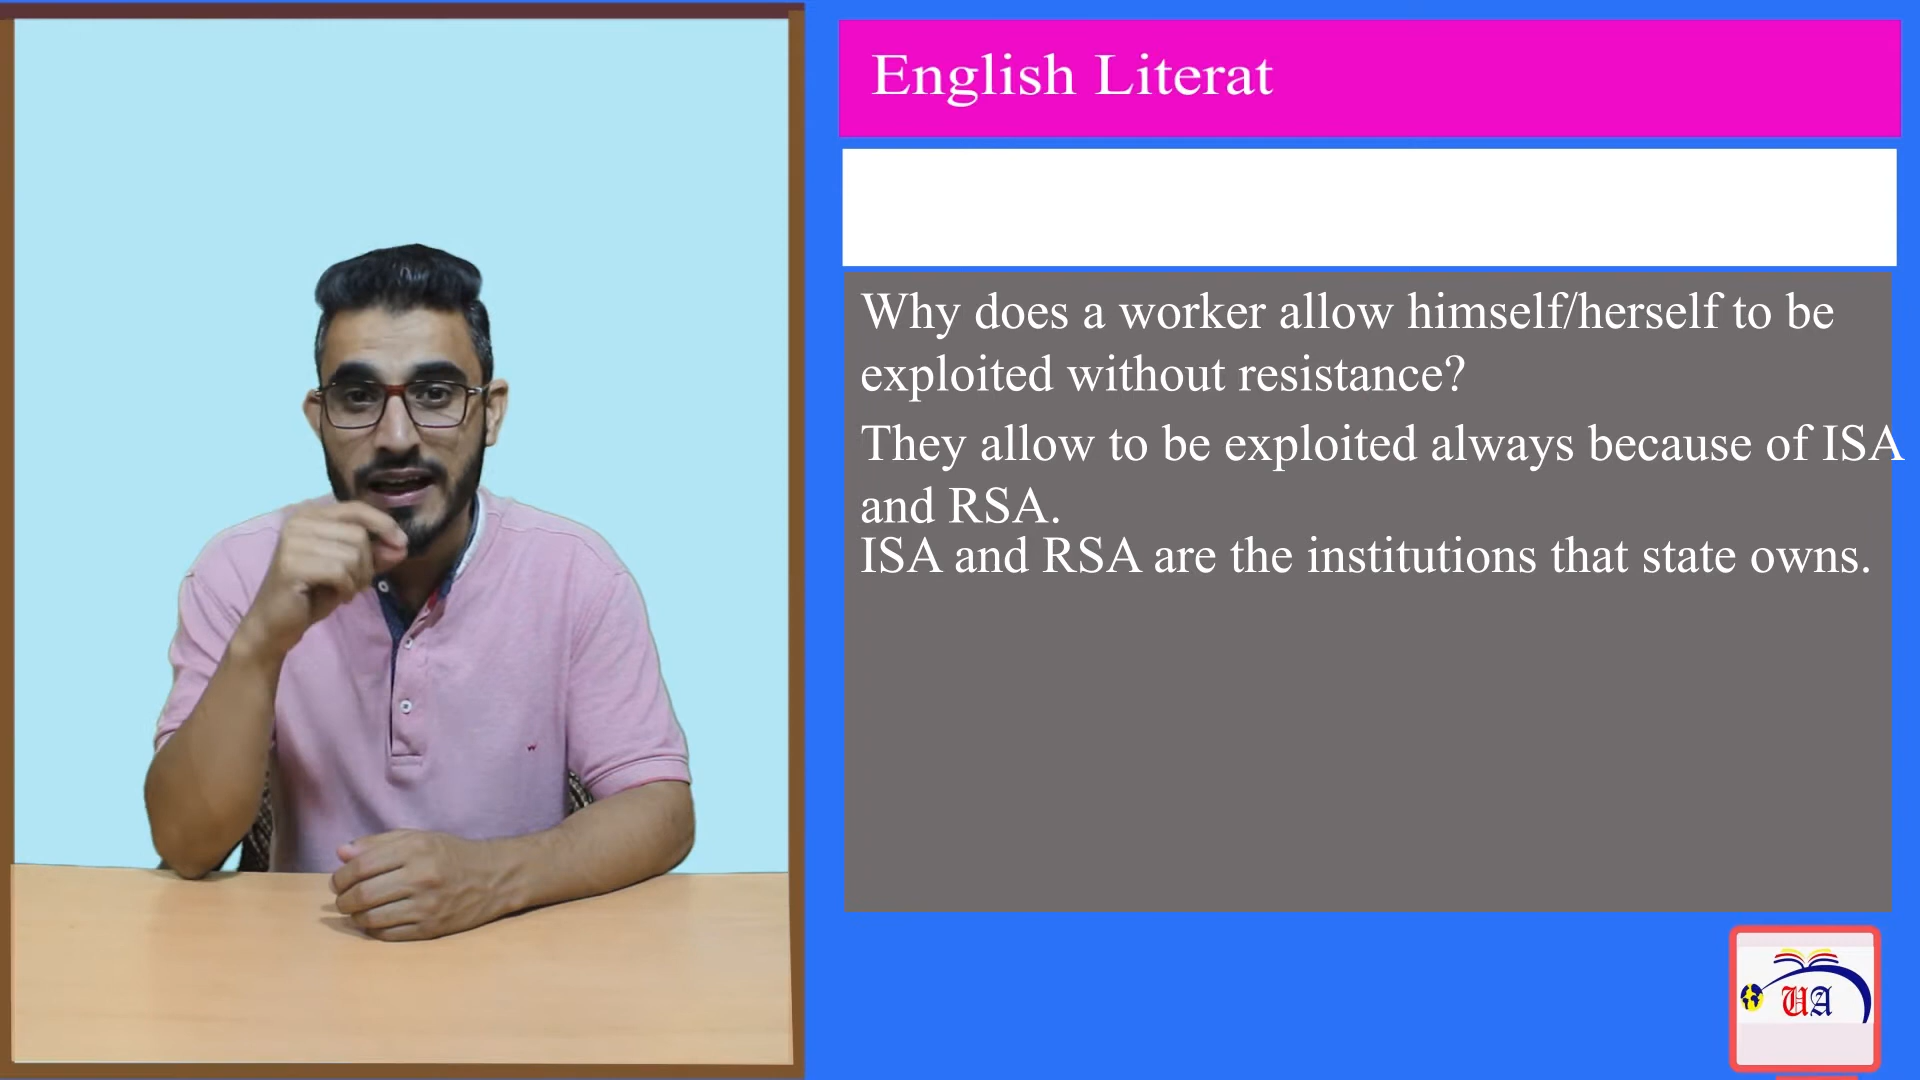 English Literat
Why does a worker allow himself/herself to be
exploited without resistance?
They allow to be exploited always because of ISA
and RSA.
ISA and RSA are the institutions that state owns.
UA